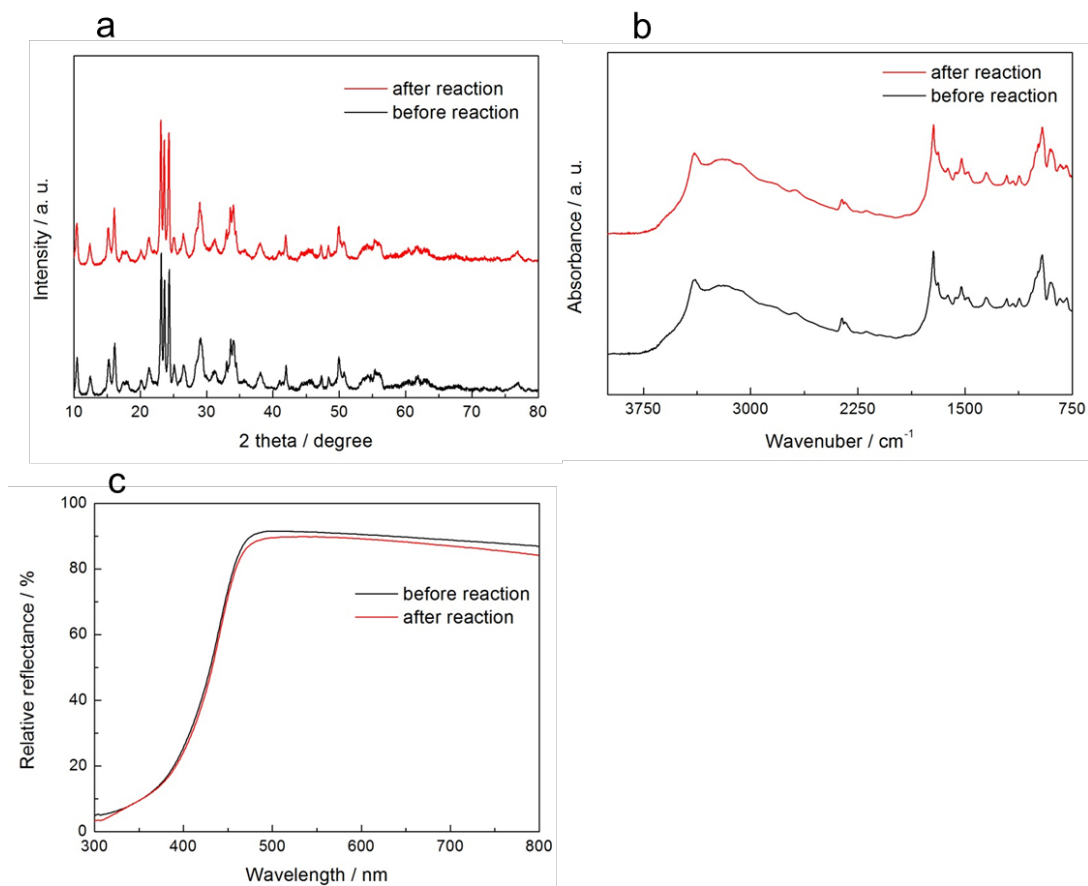 a
after reaction
before reaction
Intensity / a. u.
10 20 30 40 50 60 70 80
2 theta / degree
b
after reaction
before reaction
Absorbance / a. u.
3750 3000 2250 1500 750
Wavenuber / cm⁻¹
c
100
80
60
40
20
0
before reaction
after reaction
Relative reflectance / %
300 400 500 600 700 800
Wavelength / nm